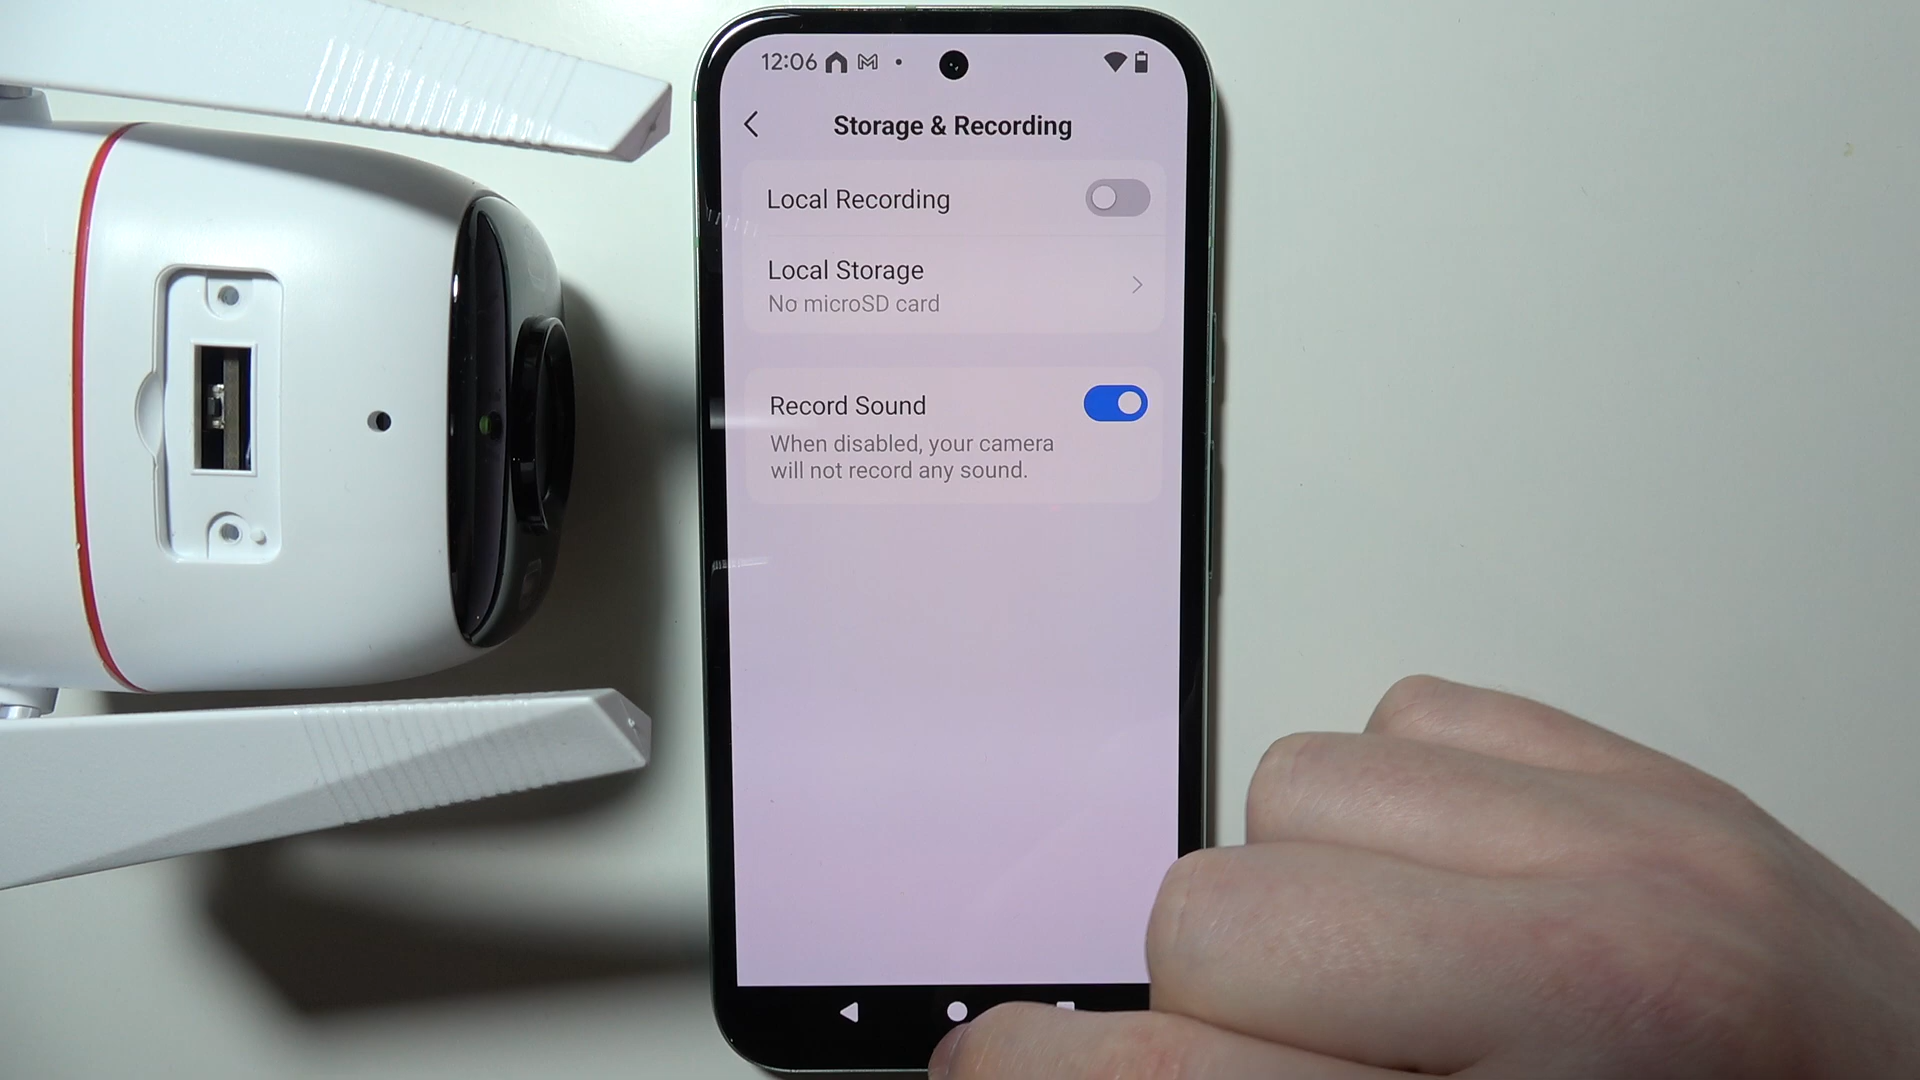 12:06
Storage & Recording
Local Recording
Local Storage
No microSD card
Record Sound
When disabled, your camera
will not record any sound.